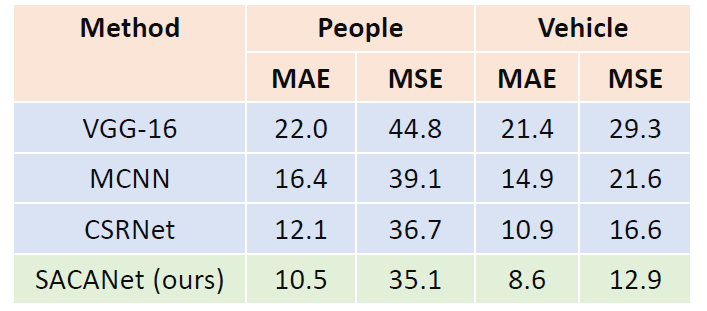 Method People Vehicle
MAE MSE MAE MSE
VGG-16 22.0 44.8 21.4 29.3
MCNN 16.4 39.1 14.9 21.6
CSRNet 12.1 36.7 10.9 16.6
SACANet (ours) 10.5 35.1 8.6 12.9